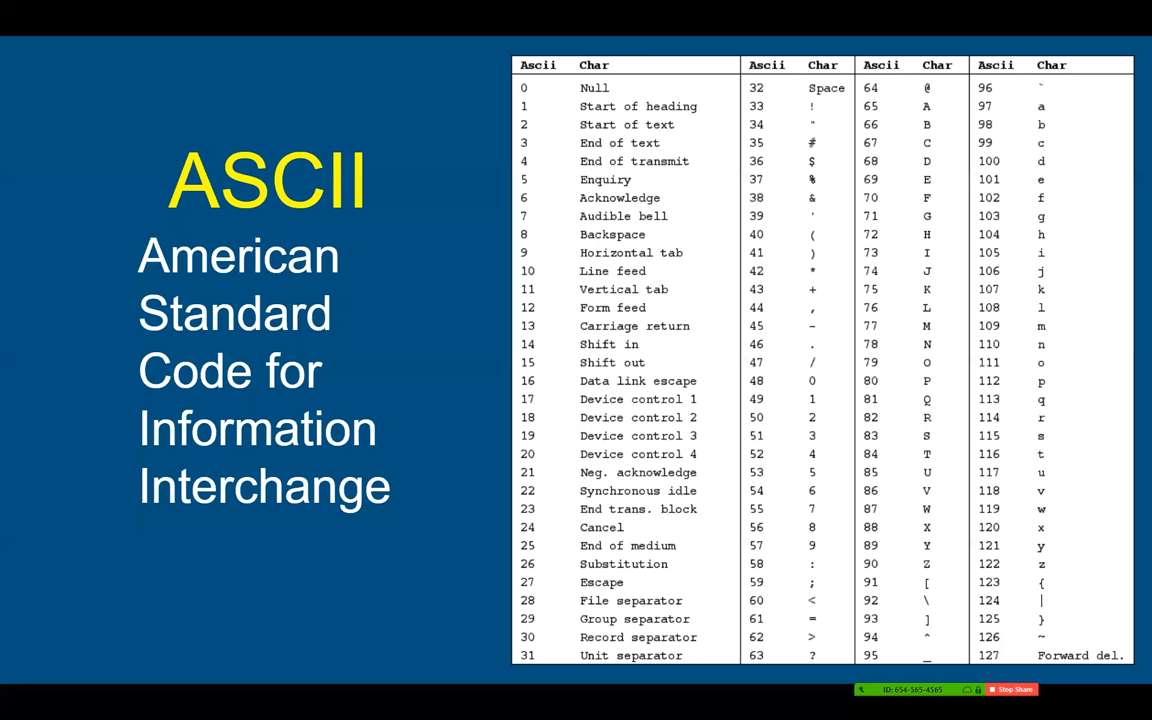 ASCII
American
Standard
Code for
Information
Interchange
Ascii Char Ascii Char Ascii Char Ascii Char
0 Null 32 Space 64 @ 96 `
1 Start of heading 33 ! 65 A 97 a
2 Start of text 34 " 66 B 98 b
3 End of text 35 # 67 C 99 c
4 End of transmit 36 $ 68 D 100 d
5 Enquiry 37 % 69 E 101 e
6 Acknowledge 38 & 70 F 102 f
7 Audible bell 39 ' 71 G 103 g
8 Backspace 40 ( 72 H 104 h
9 Horizontal tab 41 ) 73 I 105 i
10 Line feed 42 * 74 J 106 j
11 Vertical tab 43 + 75 K 107 k
12 Form feed 44 , 76 L 108 l
13 Carriage return 45 - 77 M 109 m
14 Shift in 46 . 78 N 110 n
15 Shift out 47 / 79 O 111 o
16 Data link escape 48 0 80 P 112 p
17 Device control 1 49 1 81 Q 113 q
18 Device control 2 50 2 82 R 114 r
19 Device control 3 51 3 83 S 115 s
20 Device control 4 52 4 84 T 116 t
21 Neg. acknowledge 53 5 85 U 117 u
22 Synchronous idle 54 6 86 V 118 v
23 End trans. block 55 7 87 W 119 w
24 Cancel 56 8 88 X 120 x
25 End of medium 57 9 89 Y 121 y
26 Substitution 58 : 90 Z 122 z
27 Escape 59 ; 91 [ 123 {
28 File separator 60 < 92 \ 124 |
29 Group separator 61 = 93 ] 125 }
30 Record separator 62 > 94 ^ 126 ~
31 Unit separator 63 ? 95 _ 127 Forward del.
ID: 654-565-4565 Stop Share